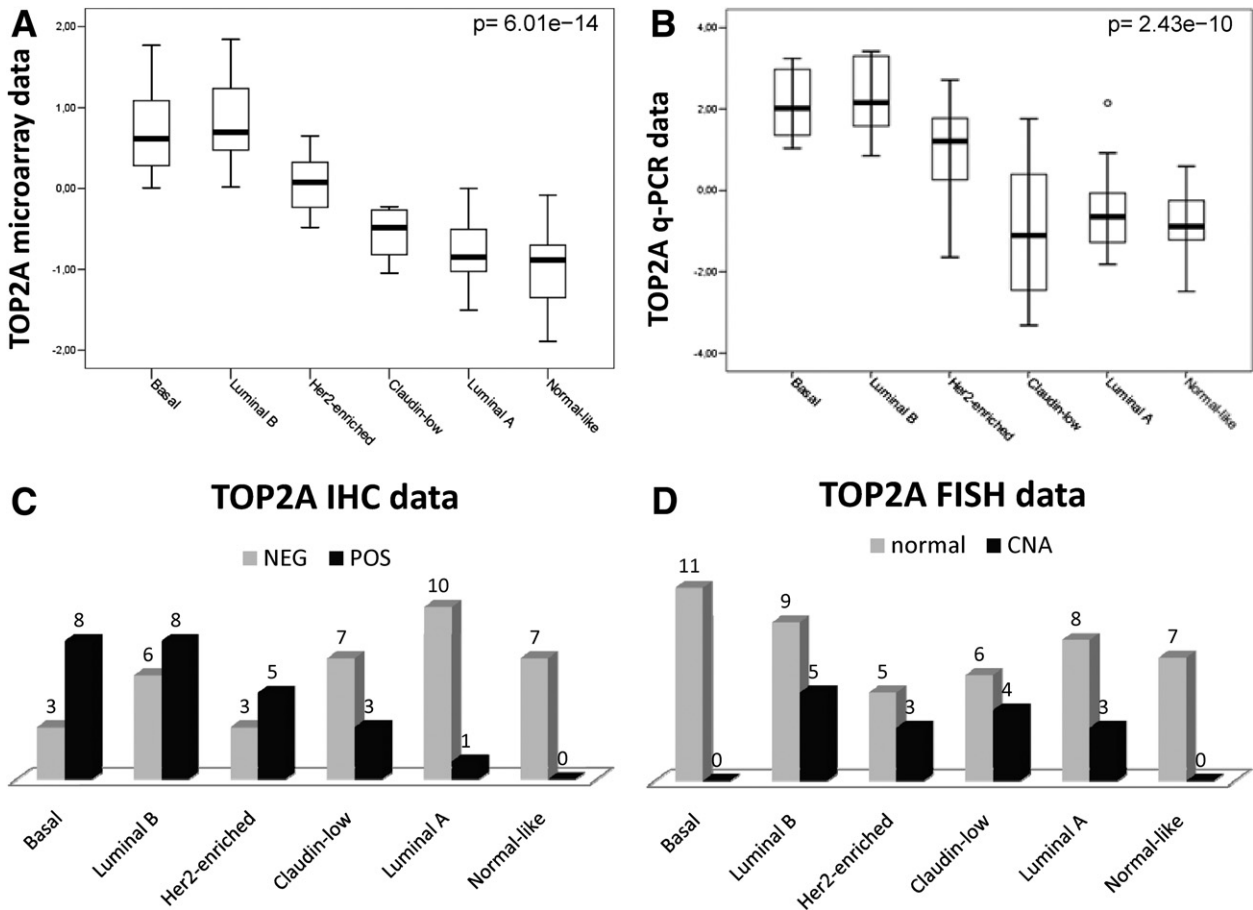 A
p= 6.01e−14
TOP2A microarray data
2,00
1,00
0,00
-1,00
-2,00
Basal
Luminal B
Her2-enriched
Claudin-low
Luminal A
Normal-like
B
p= 2.43e−10
TOP2A q-PCR data
4,00
2,00
0,00
-2,00
-4,00
Basal
Luminal B
Her2-enriched
Claudin-low
Luminal A
Normal-like
C
TOP2A IHC data
NEG POS
3 8 6 8 3 5 7 3 10 1 7 0
Basal
Luminal B
Her2-enriched
Claudin-low
Luminal A
Normal-like
D
TOP2A FISH data
normal CNA
11 0 9 5 5 3 6 4 8 3 7 0
Basal
Luminal B
Her2-enriched
Claudin-low
Luminal A
Normal-like